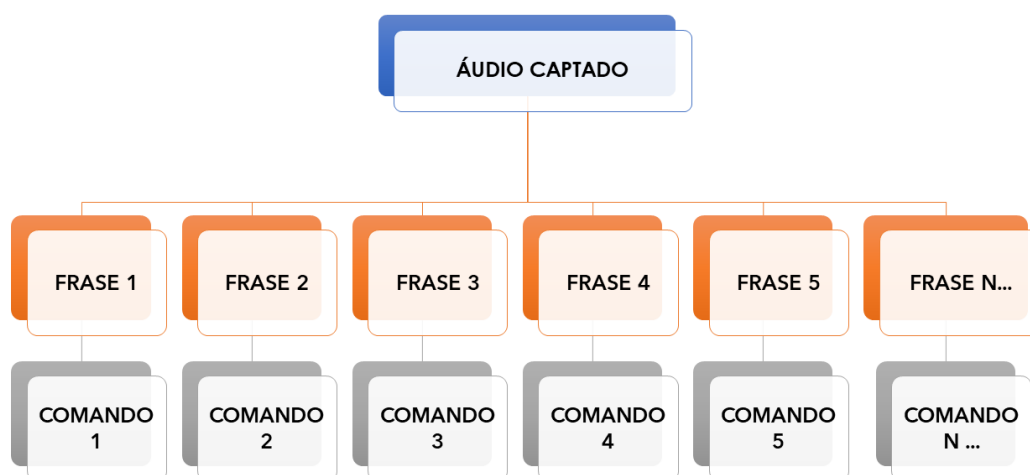 ÁUDIO CAPTADO
FRASE 1
FRASE 2
FRASE 3
FRASE 4
FRASE 5
FRASE N...
COMANDO
1
COMANDO
2
COMANDO
3
COMANDO
4
COMANDO
5
COMANDO
N ...